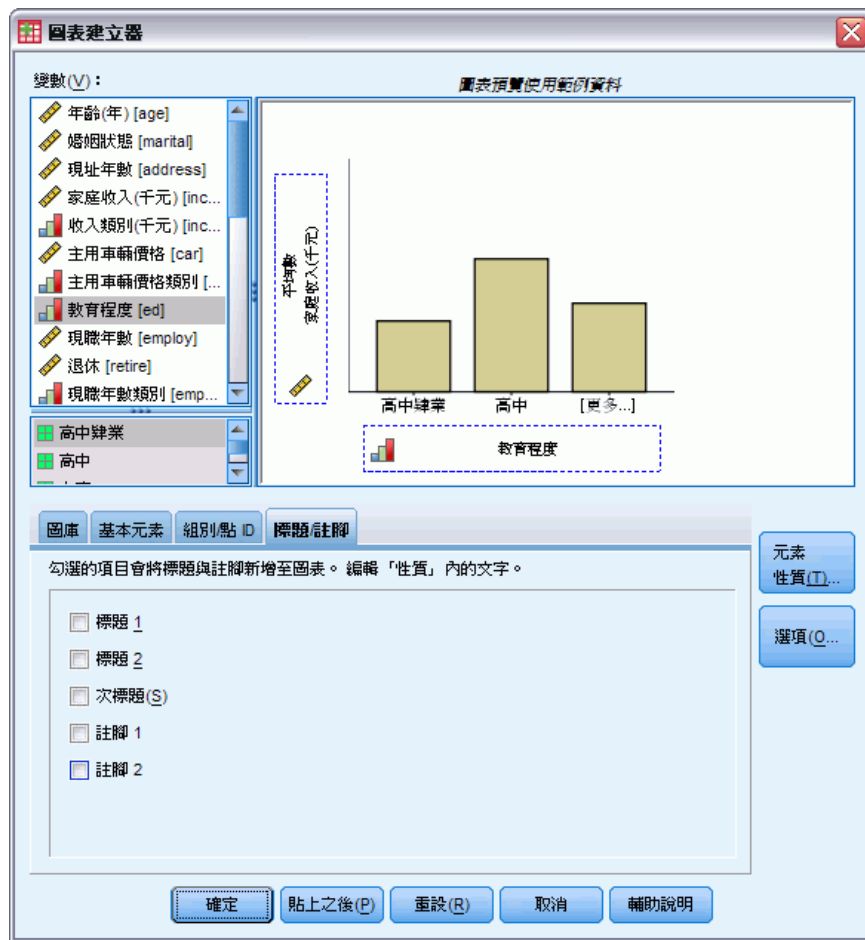 圖表建立器
變數(V)：
年齡(年) [age]
婚姻狀態 [marital]
現址年數 [address]
家庭收入(千元) [inc...
收入類別(千元) [inc...
主用車輛價格 [car]
主用車輛價格類別 [...
教育程度 [ed]
現職年數 [employ]
退休 [retire]
現職年數類別 [emp...
高中肄業
高中
圖表預覽使用範例資料
平均數
家庭收入(千元)
高中肄業
高中
[更多...]
教育程度
圖庫
基本元素
組別/點 ID
標題/註腳
勾選的項目會將標題與註腳新增至圖表。 編輯「性質」內的文字。
標題 1
標題 2
次標題(S)
註腳 1
註腳 2
元素
性質(T)...
選項(O...
確定
貼上之後(P)
重設(R)
取消
輔助說明